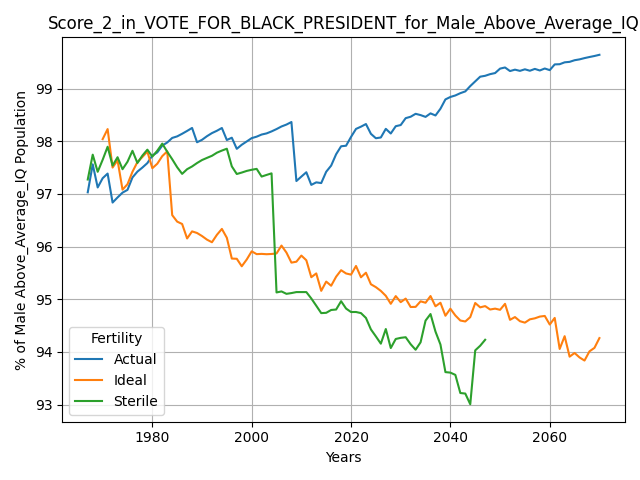 Score_2_in_VOTE_FOR_BLACK_PRESIDENT_for_Male_Above_Average_IQ
% of Male Above_Average_IQ Population
99
98
97
96
95
94
93
Fertility
Actual
Ideal
Sterile
1980
2000
2020
2040
2060
Years